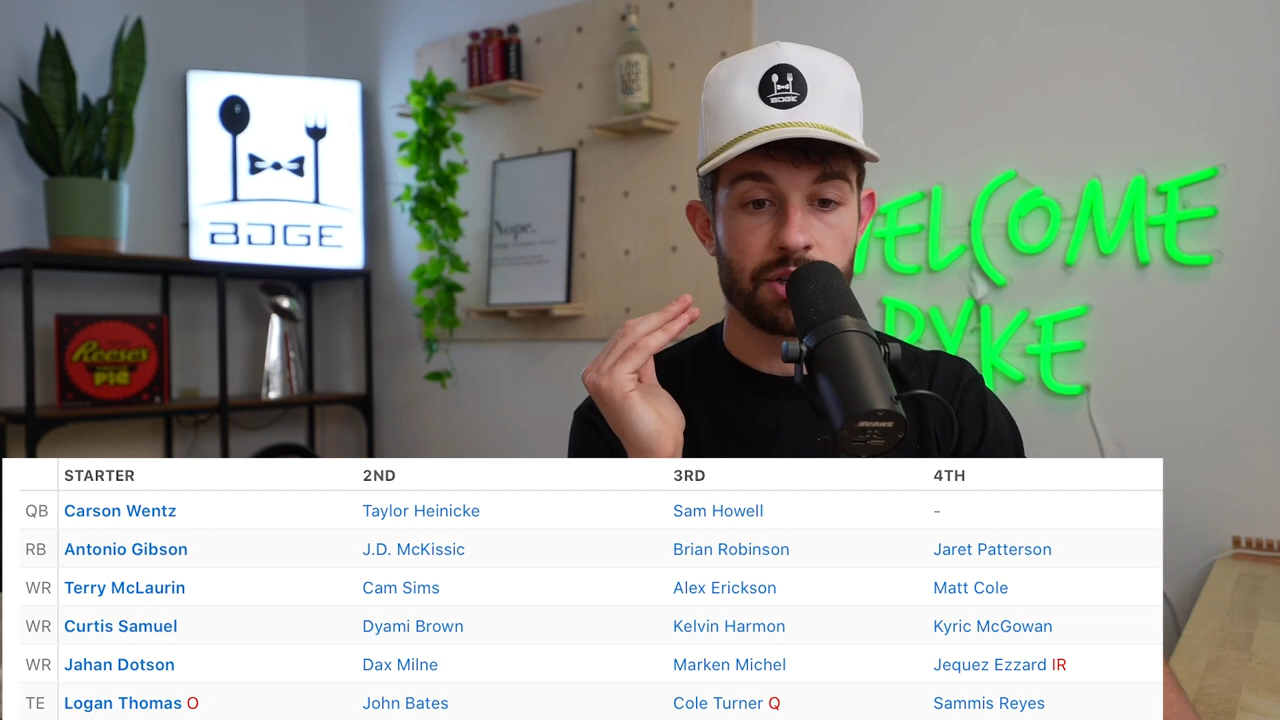 BDGE
Nope.
Reeses
PIE
BDGE
WELCOME
RYKE
STARTER 2ND 3RD 4TH
QB Carson Wentz Taylor Heinicke Sam Howell -
RB Antonio Gibson J.D. McKissic Brian Robinson Jaret Patterson
WR Terry McLaurin Cam Sims Alex Erickson Matt Cole
WR Curtis Samuel Dyami Brown Kelvin Harmon Kyric McGowan
WR Jahan Dotson Dax Milne Marken Michel Jequez Ezzard IR
TE Logan Thomas O John Bates Cole Turner Q Sammis Reyes